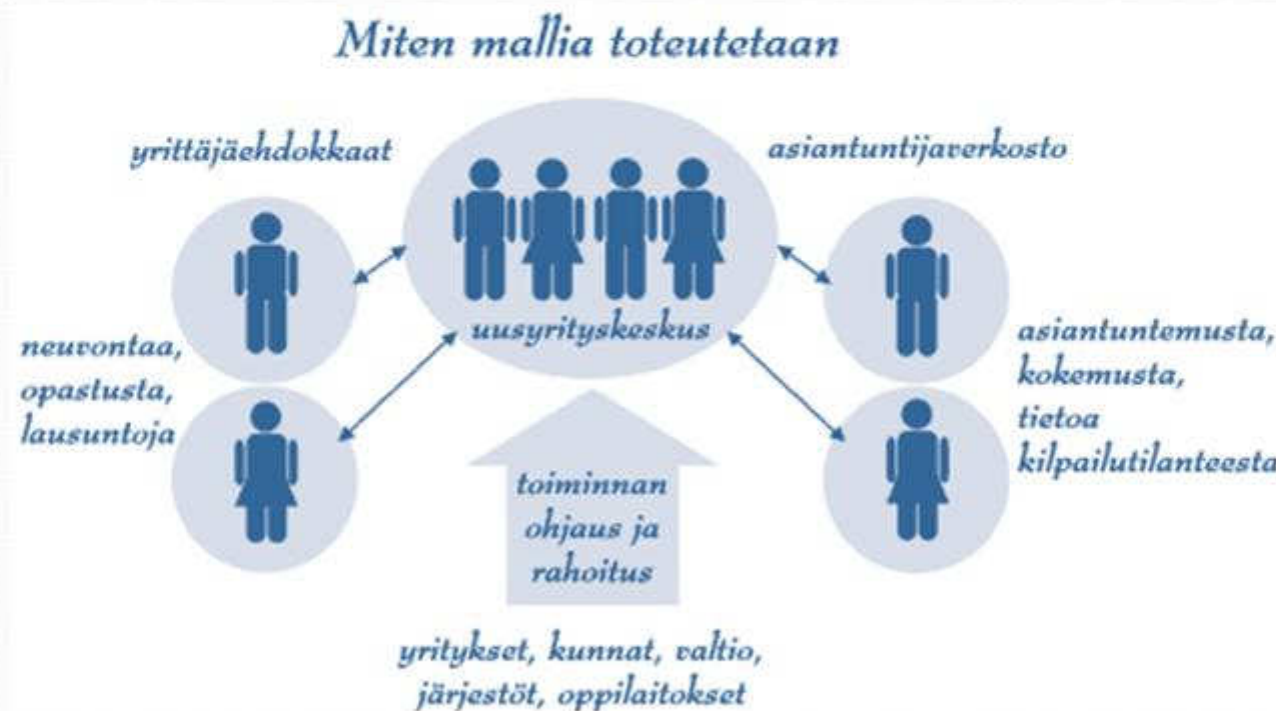 Miten mallia toteutetaan
yrittäjäehdokkaat
asiantuntijaverkosto
uusyrityskeskus
neuvontaa,
opastusta,
lausuntoja
asiantuntemusta,
kokemusta,
tietoa
kilpailutilanteesta
toiminnan
ohjaus ja
rahoitus
yritykset, kunnat, valtio,
järjestöt, oppilaitokset